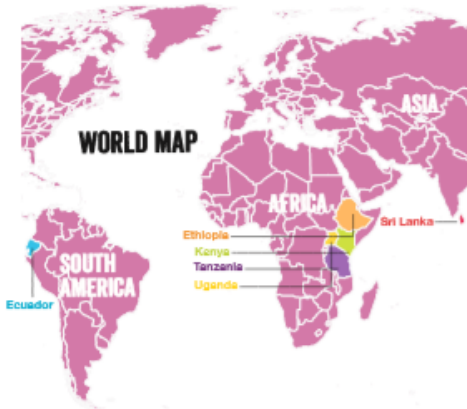 ASIA
WORLD MAP
AFRICA
Sri Lanka
Ethiopia
Kenya
Tanzania
Uganda
SOUTH
AMERICA
Ecuador